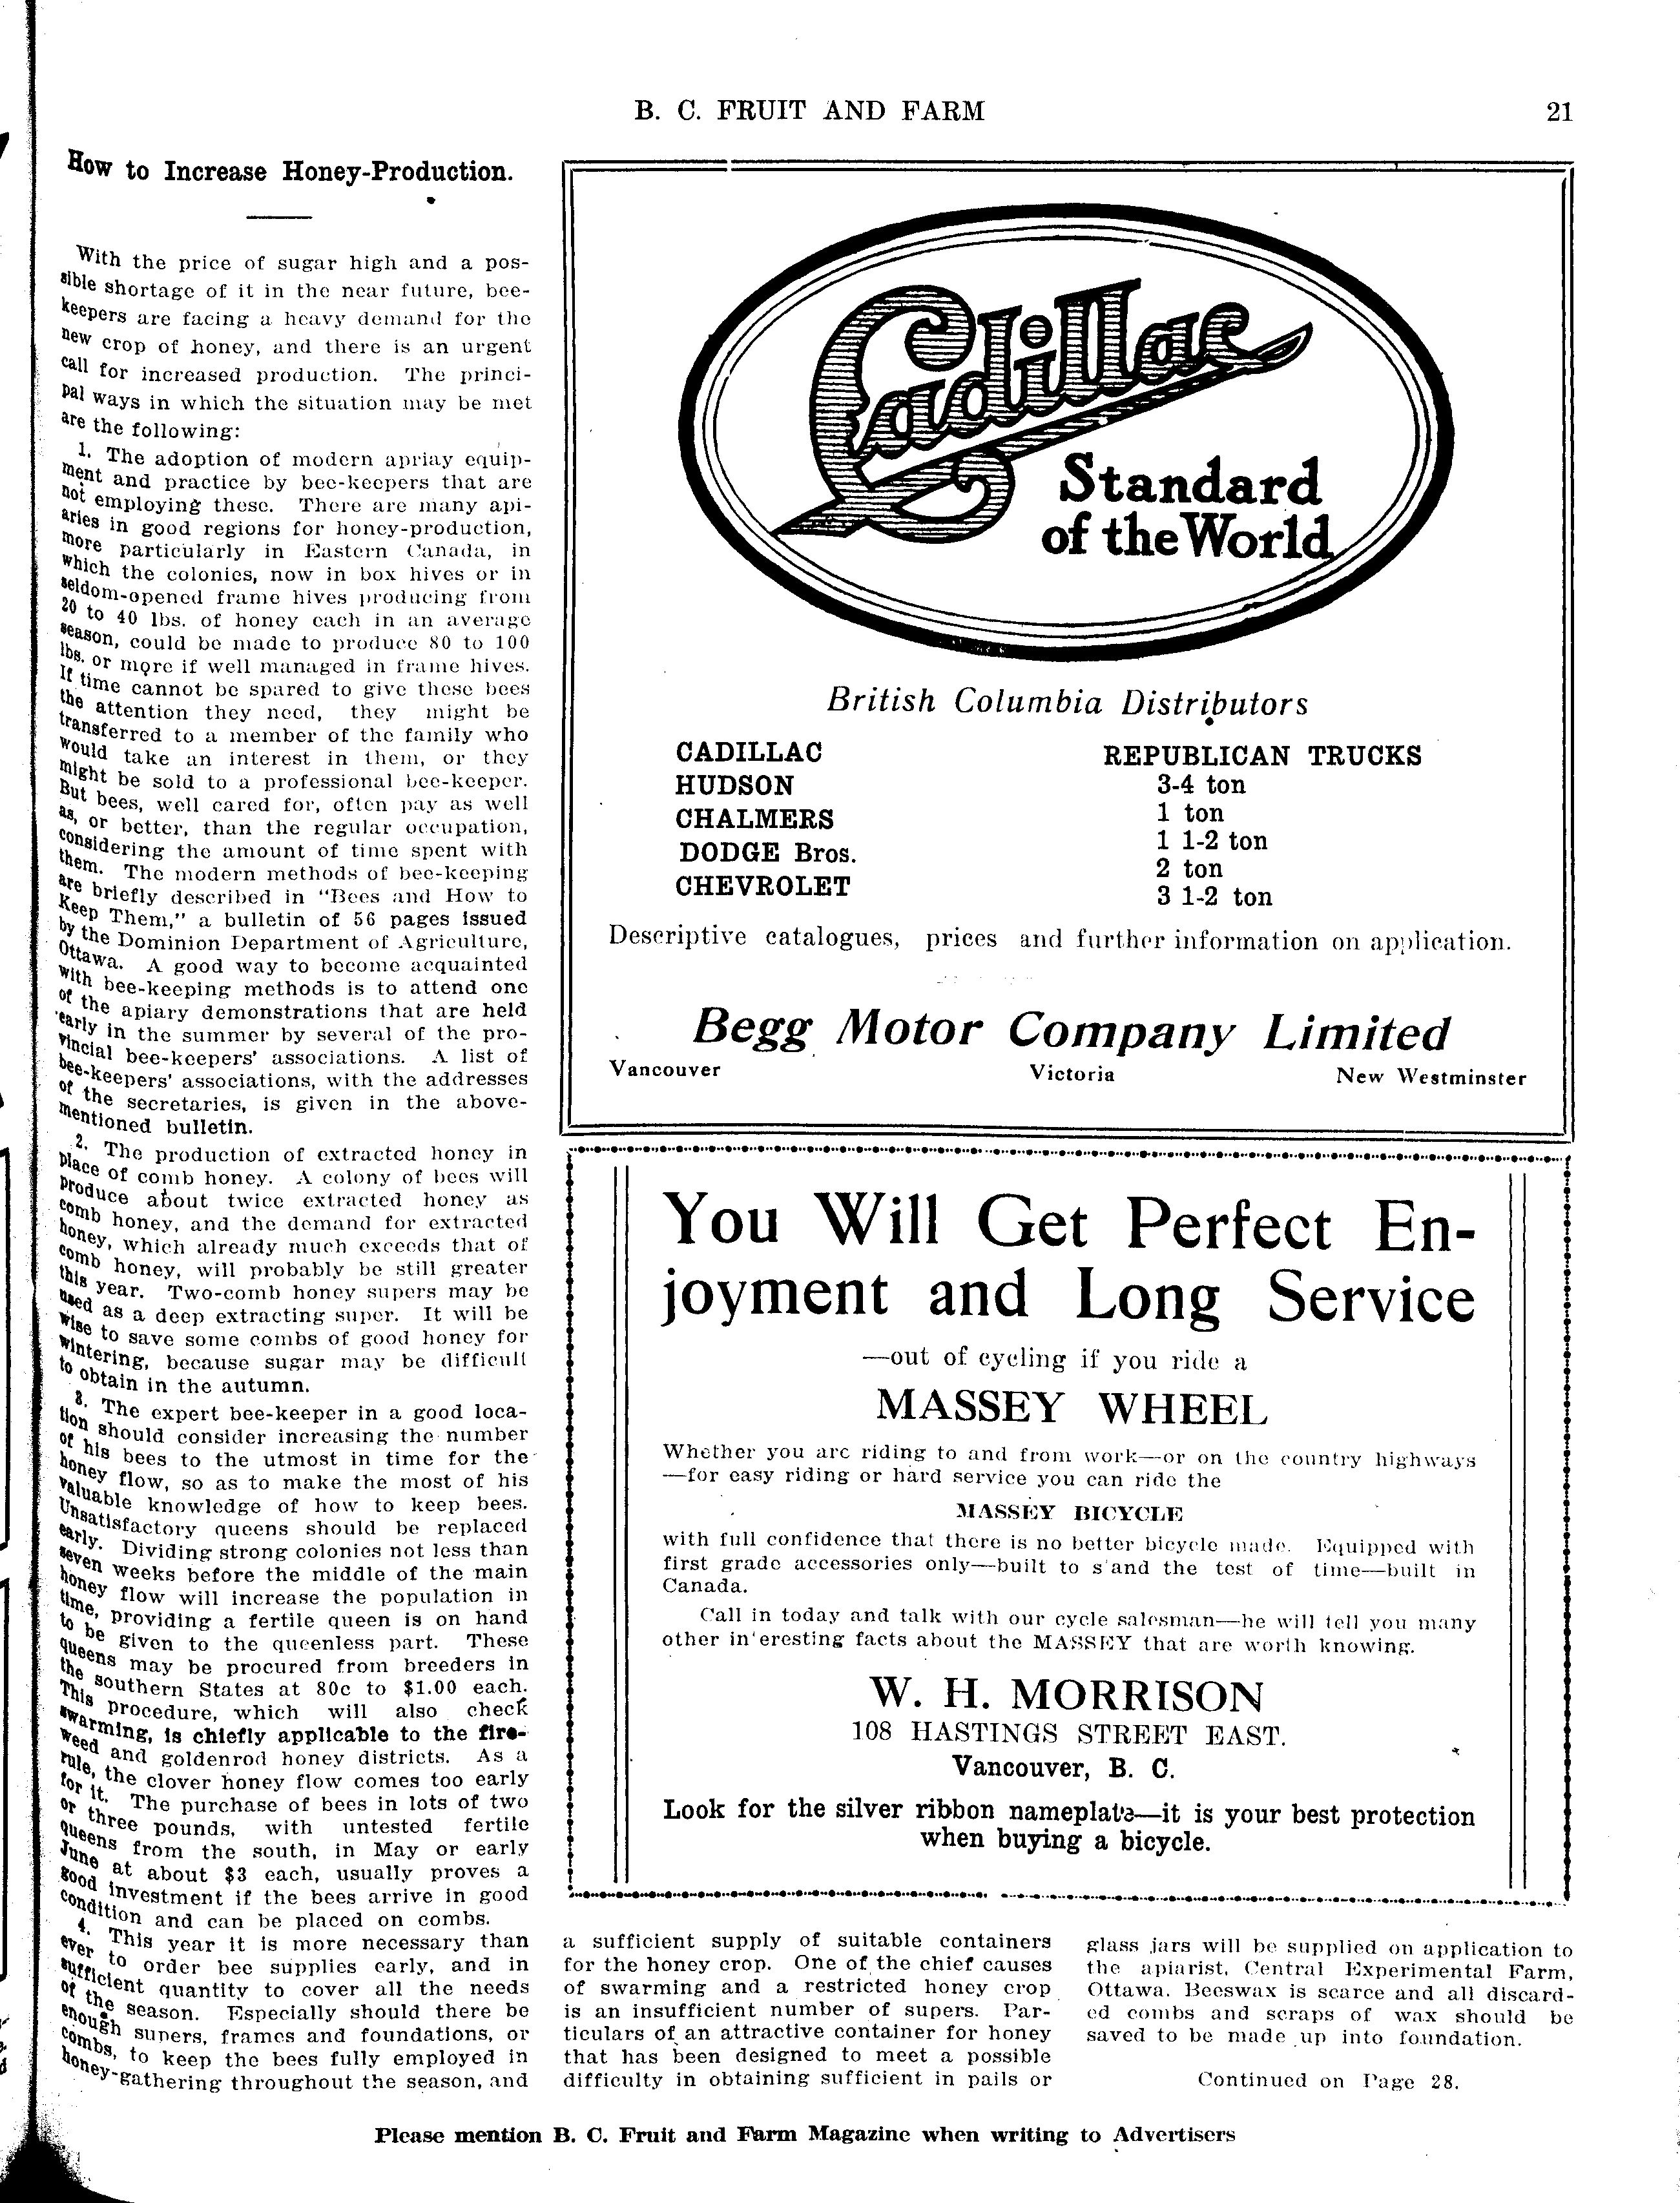 B. C. FRUIT AND FARM
21
How to Increase Honey-Production.
With the price of sugar high and a pos-
sible shortage of it in the near future, bee-
keepers are facing a heavy demand for the
new crop of honey, and there is an urgent
call for increased production. The princi-
pal ways in which the situation may be met
are the following:
1. The adoption of modern apriay equip-
ment and practice by bee-keepers that are
not employing these. There are many api-
aries in good regions for honey-production,
more particularly in Eastern Canada, in
which the colonies, now in box hives or in
seldom-opened frame hives producing from
20 to 40 lbs. of honey each in an average
season, could be made to produce 80 to 100
lbs. or more if well managed in frame hives.
If time cannot be spared to give these bees
the attention they need, they might be
transferred to a member of the family who
would take an interest in them, or they
might be sold to a professional bee-keeper.
But bees, well cared for, often pay as well
as, or better, than the regular occupation,
considering the amount of time spent with
them. The modern methods of bee-keeping
are briefly described in "Bees and How to
Keep Them," a bulletin of 56 pages issued
by the Dominion Department of Agriculture,
Ottawa. A good way to become acquainted
with bee-keeping methods is to attend one
of the apiary demonstrations that are held
early in the summer by several of the pro-
vincial bee-keepers' associations. A list of
bee-keepers' associations, with the addresses
of the secretaries, is given in the above-
mentioned bulletin.
2. The production of extracted honey in
place of comb honey. A colony of bees will
produce about twice extracted honey as
comb honey, and the demand for extracted
honey, which already much exceeds that of
comb honey, will probably be still greater
this year. Two-comb honey supers may be
used as a deep extracting super. It will be
wise to save some combs of good honey for
wintering, because sugar may be difficult
to obtain in the autumn.
3. The expert bee-keeper in a good loca-
tion should consider increasing the number
of his bees to the utmost in time for the
honey flow, so as to make the most of his
valuable knowledge of how to keep bees.
Unsatisfactory queens should be replaced
early. Dividing strong colonies not less than
seven weeks before the middle of the main
honey flow will increase the population in
time, providing a fertile queen is on hand
to be given to the queenless part. These
queens may be procured from breeders in
the southern States at 80c to $1.00 each.
This procedure, which will also check
swarming, is chiefly applicable to the fire-
weed and goldenrod honey districts. As a
rule, the clover honey flow comes too early
for it. The purchase of bees in lots of two
or three pounds, with untested fertile
queens from the south, in May or early
June at about $3 each, usually proves a
good investment if the bees arrive in good
condition and can be placed on combs.
4. This year it is more necessary than
ever to order bee supplies early, and in
sufficient quantity to cover all the needs
of the season. Especially should there be
enough supers, frames and foundations, or
combs, to keep the bees fully employed in
honey-gathering throughout the season, and
Cadillac
Standard
of the World
British Columbia Distributors
CADILLAC
HUDSON
CHALMERS
DODGE Bros.
CHEVROLET
REPUBLICAN TRUCKS
3-4 ton
1 ton
1 1-2 ton
2 ton
3 1-2 ton
Descriptive catalogues, prices and further information on application.
Begg Motor Company Limited
Vancouver Victoria New Westminster
You Will Get Perfect En-
joyment and Long Service
—out of cycling if you ride a
MASSEY WHEEL
Whether you are riding to and from work—or on the country highways
—for easy riding or hard service you can ride the
MASSEY BICYCLE
with full confidence that there is no better bicycle made. Equipped with
first grade accessories only—built to s'and the test of time—built in
Canada.
Call in today and talk with our cycle salesman—he will tell you many
other in'eresting facts about the MASSEY that are worth knowing.
W. H. MORRISON
108 HASTINGS STREET EAST.
Vancouver, B. C.
Look for the silver ribbon nameplate—it is your best protection
when buying a bicycle.
a sufficient supply of suitable containers
for the honey crop. One of the chief causes
of swarming and a restricted honey crop
is an insufficient number of supers. Par-
ticulars of an attractive container for honey
that has been designed to meet a possible
difficulty in obtaining sufficient in pails or
glass jars will be supplied on application to
the apiarist, Central Experimental Farm,
Ottawa. Beeswax is scarce and all discard-
ed combs and scraps of wax should be
saved to be made up into foundation.
Continued on Page 28.
Please mention B. C. Fruit and Farm Magazine when writing to Advertisers